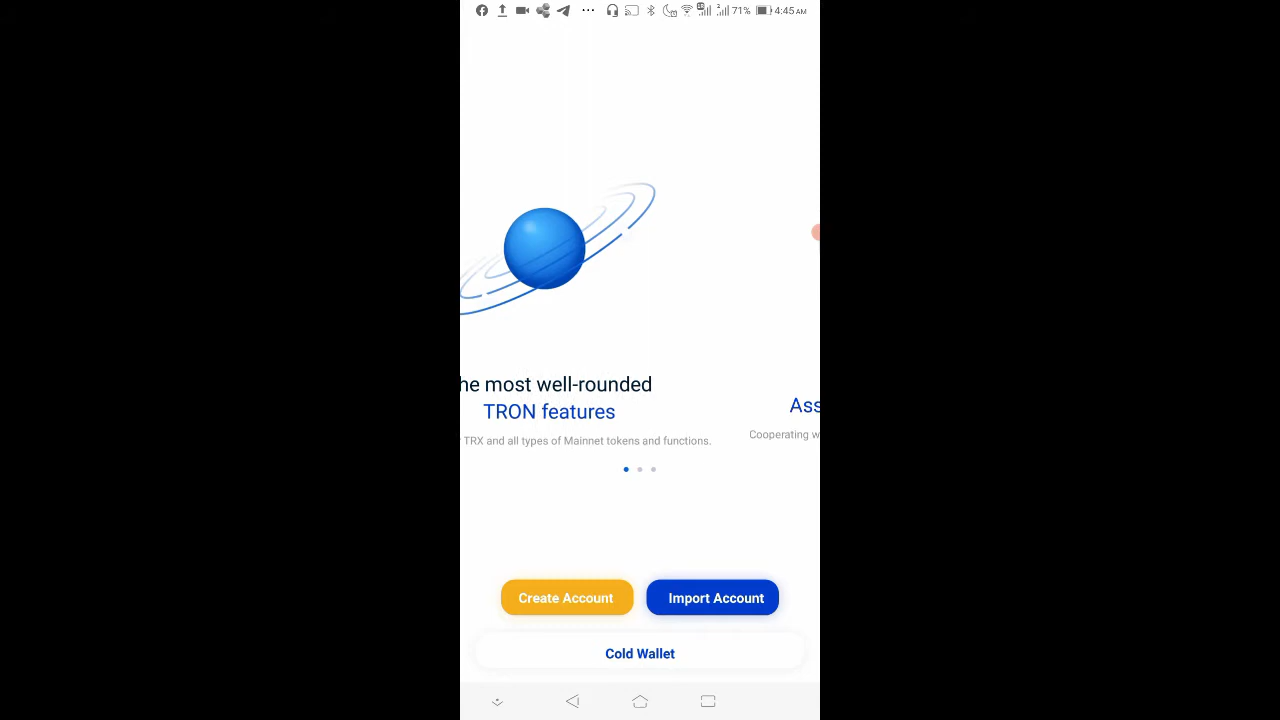 71% 4:45 AM
he most well-rounded
TRON features
TRX and all types of Mainnet tokens and functions.
Ass
Cooperating w
Create Account
Import Account
Cold Wallet